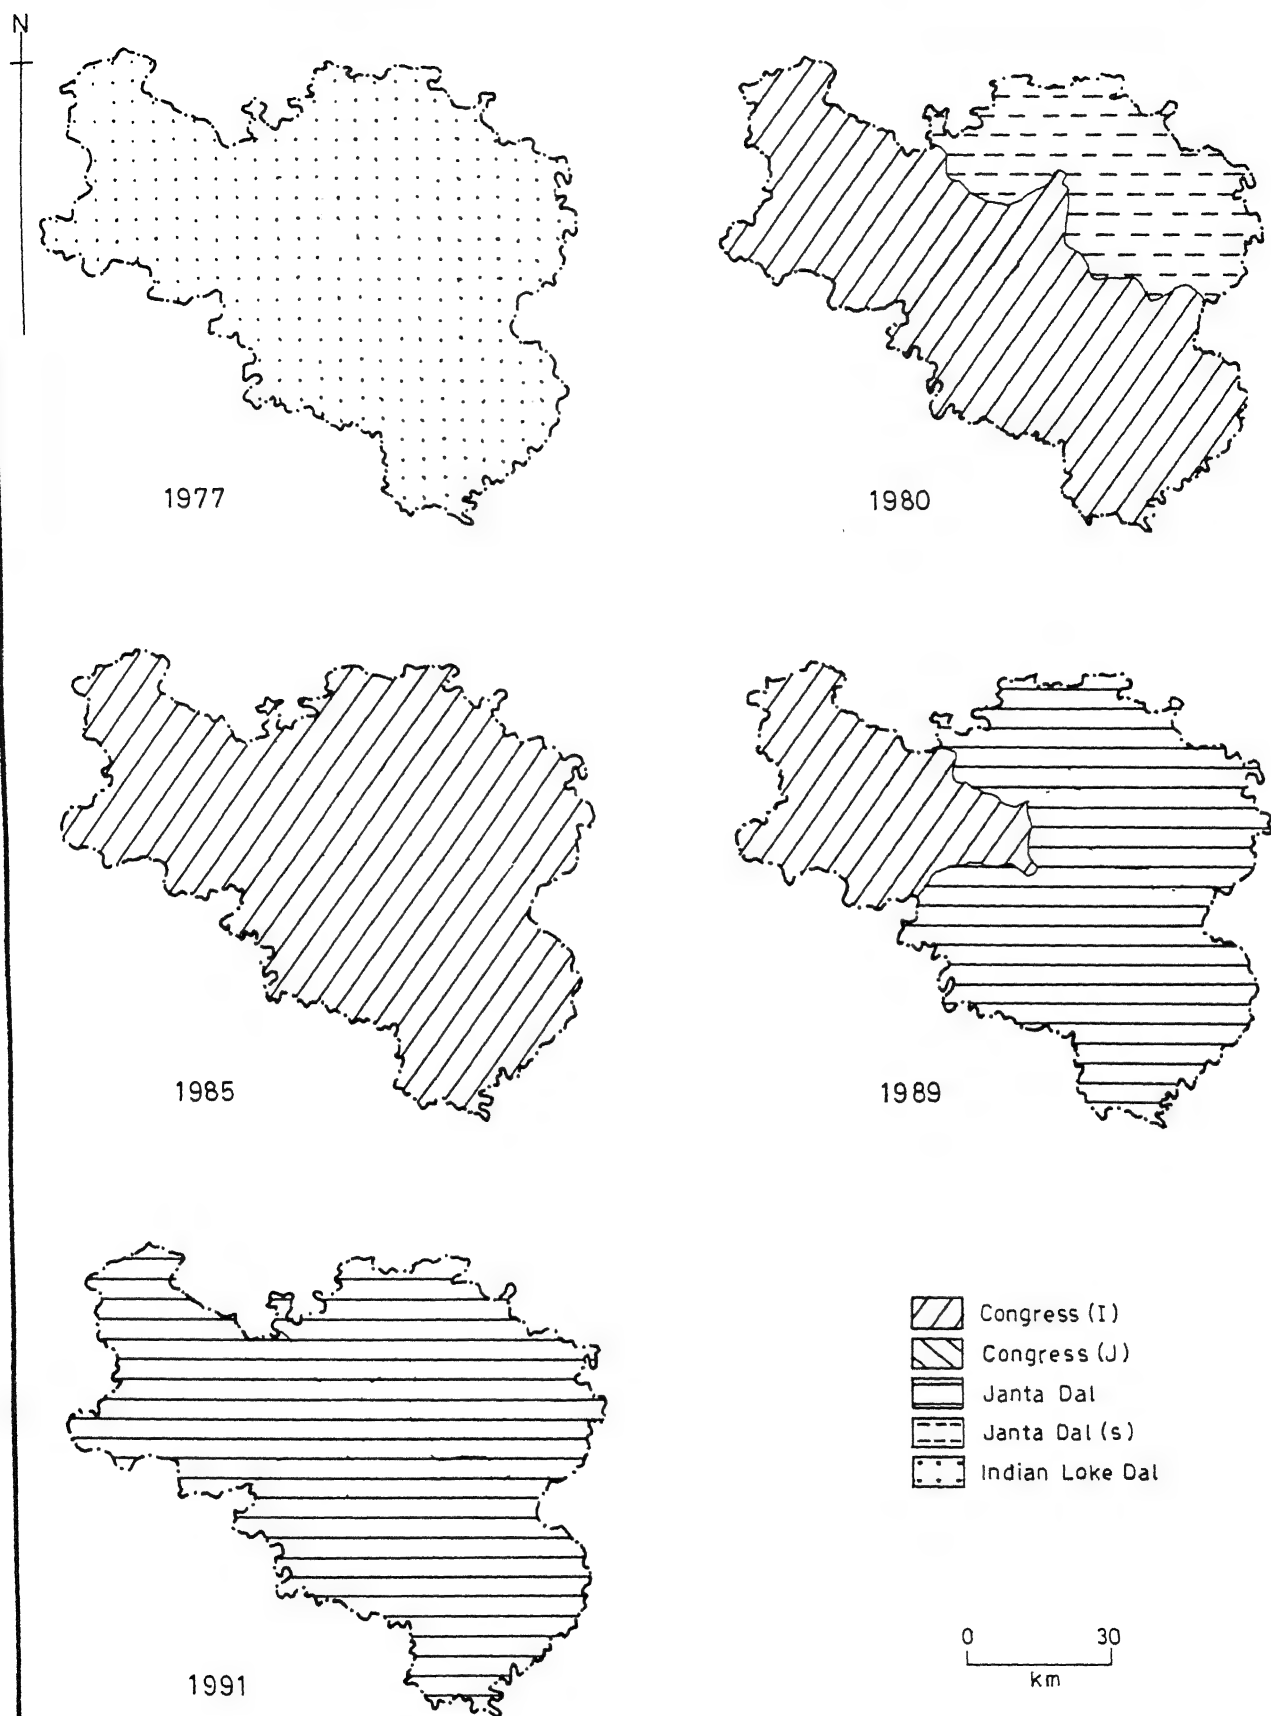 N
1977
1980
1985
1989
1991
Congress (I)
Congress (J)
Janta Dal
Janta Dal (s)
Indian Loke Dal
0 30
km